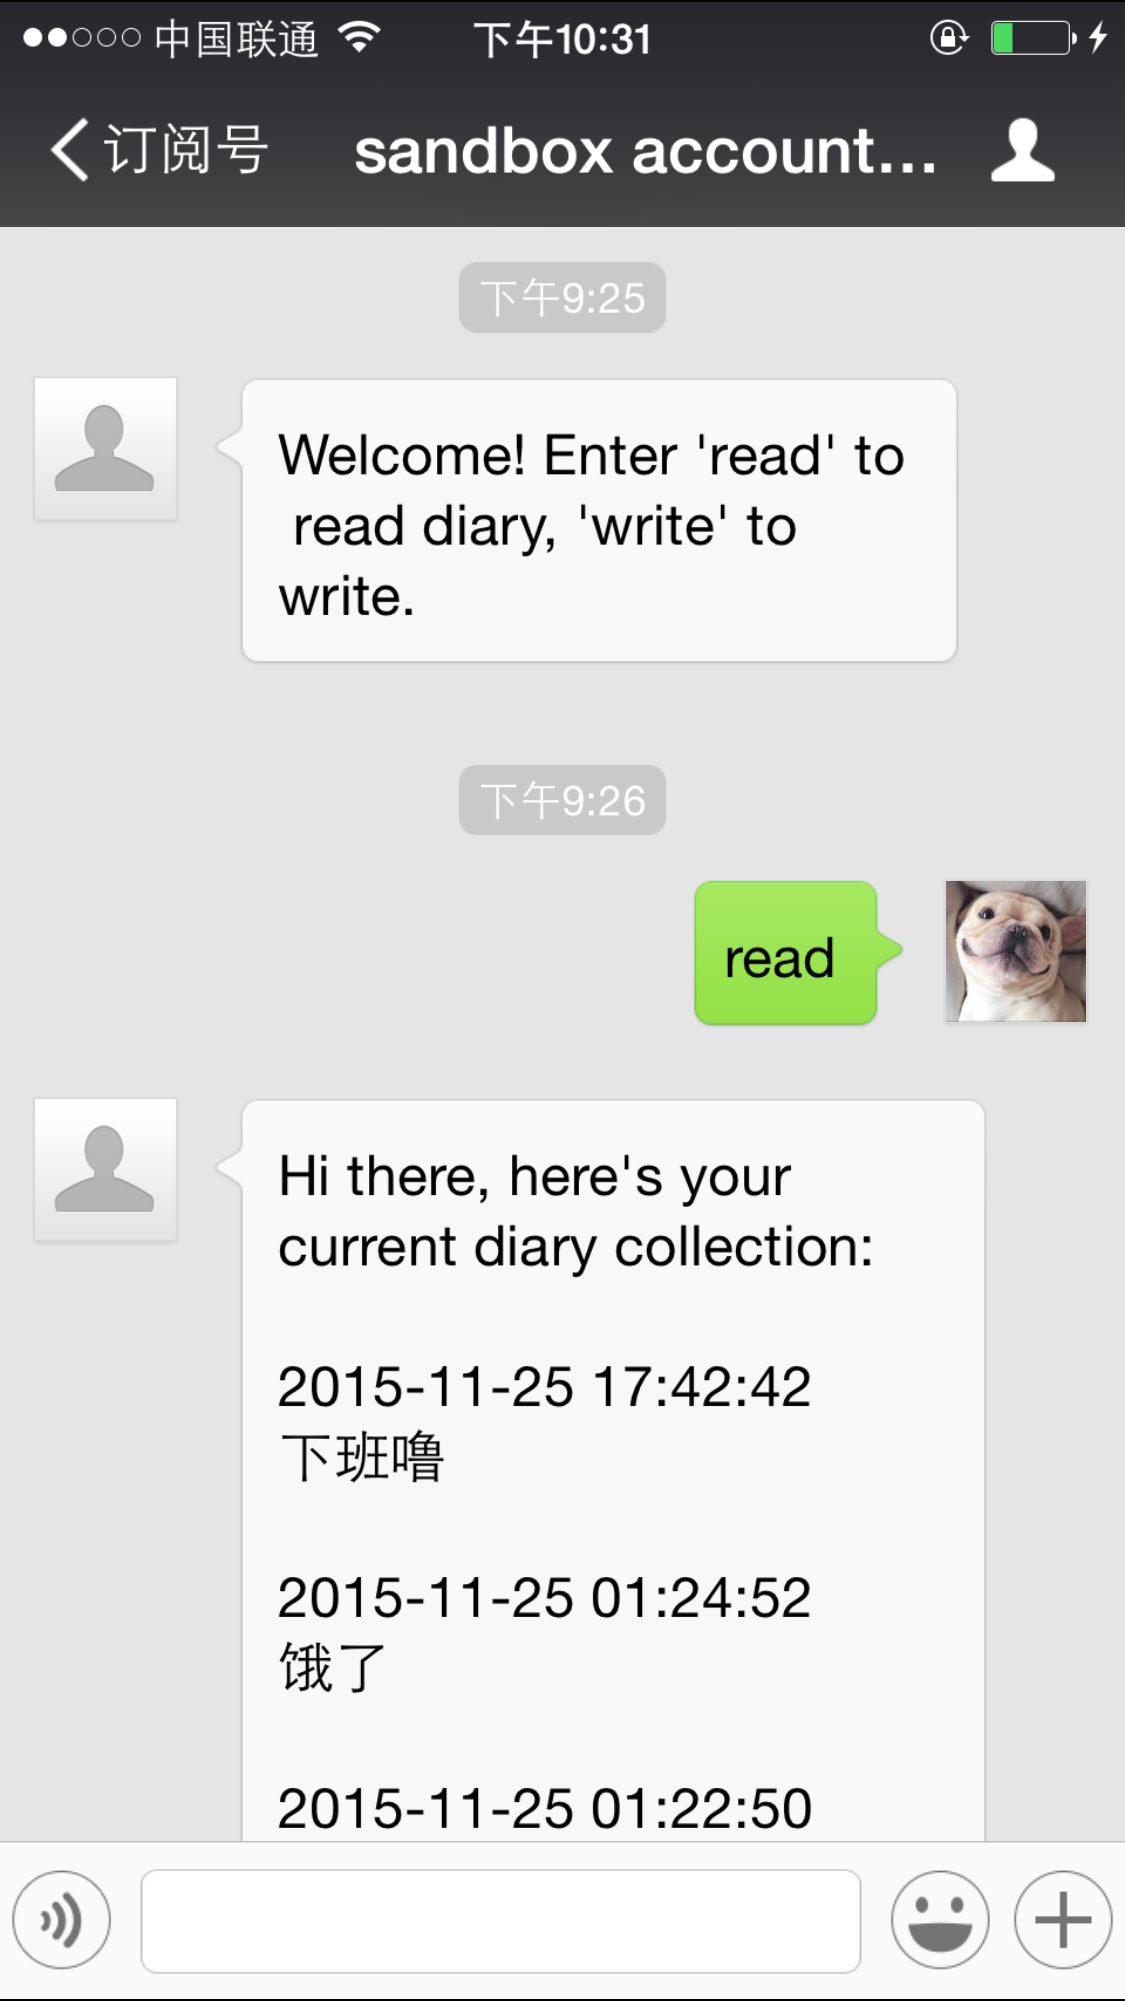 中国联通 下午10:31
订阅号 sandbox account...
下午9:25
Welcome! Enter 'read' to
read diary, 'write' to
write.
下午9:26
read
Hi there, here's your
current diary collection:
2015-11-25 17:42:42
下班噜
2015-11-25 01:24:52
饿了
2015-11-25 01:22:50